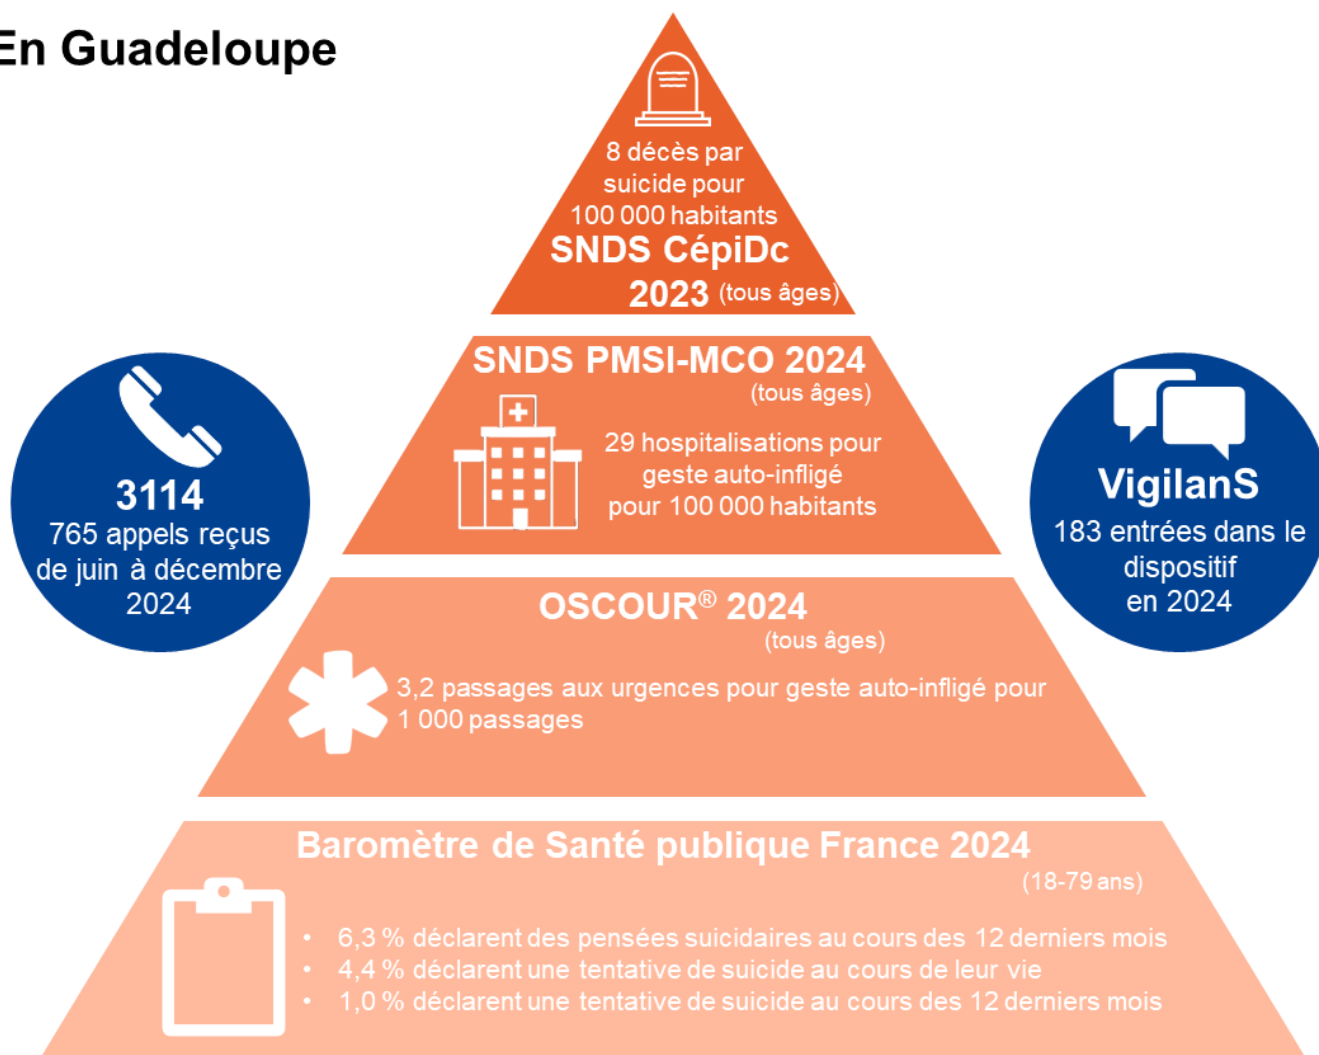 En Guadeloupe
8 décès par
suicide pour
100 000 habitants
SNDS CépiDc
2023 (tous âges)
SNDS PMSI-MCO 2024
(tous âges)
29 hospitalisations pour
geste auto-infligé
pour 100 000 habitants
3114
765 appels reçus
de juin à décembre
2024
VigilanS
183 entrées dans le
dispositif
en 2024
OSCOUR® 2024
(tous âges)
3,2 passages aux urgences pour geste auto-infligé pour
1 000 passages
Baromètre de Santé publique France 2024
(18-79 ans)
• 6,3 % déclarent des pensées suicidaires au cours des 12 derniers mois
• 4,4 % déclarent une tentative de suicide au cours de leur vie
• 1,0 % déclarent une tentative de suicide au cours des 12 derniers mois